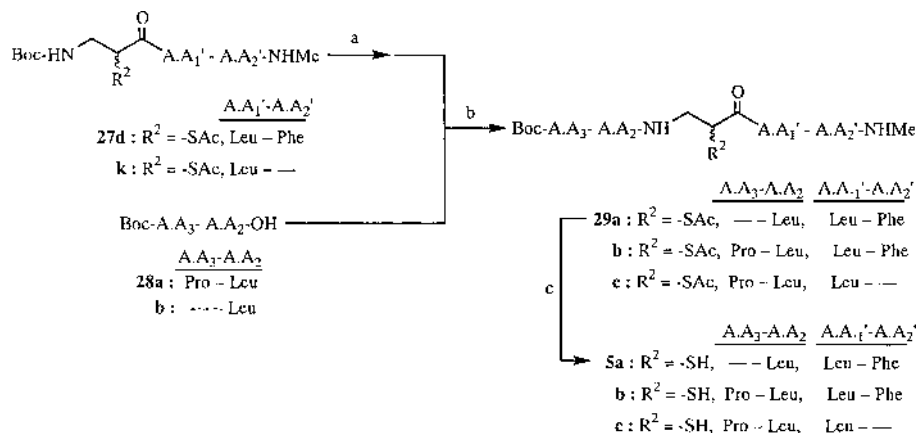 O
Boc-HN A.A₁'- A.A₂'-NHMe
R²
a
A.A₁'-A.A₂'
27d : R² = -SAc, Leu – Phe
k : R² = -SAc, Leu – —
b
O
Boc-A.A₃- A.A₂-NH A.A₁'- A.A₂'-NHMe
R²
Boc-A.A₃- A.A₂-OH
A.A₃-A.A₂
28a : Pro – Leu
b : — – Leu
A.A₃-A.A₂ A.A.₁'-A.A₂'
29a : R² = -SAc, — – Leu, Leu – Phe
b : R² = -SAc, Pro – Leu, Leu – Phe
c : R² = -SAc, Pro – Leu, Leu – —
c
A.A₃-A.A₂ A.A.₁'-A.A₂'
5a : R² = -SH, — – Leu, Leu – Phe
b : R² = -SH, Pro – Leu, Leu – Phe
c : R² = -SH, Pro – Leu, Leu – —